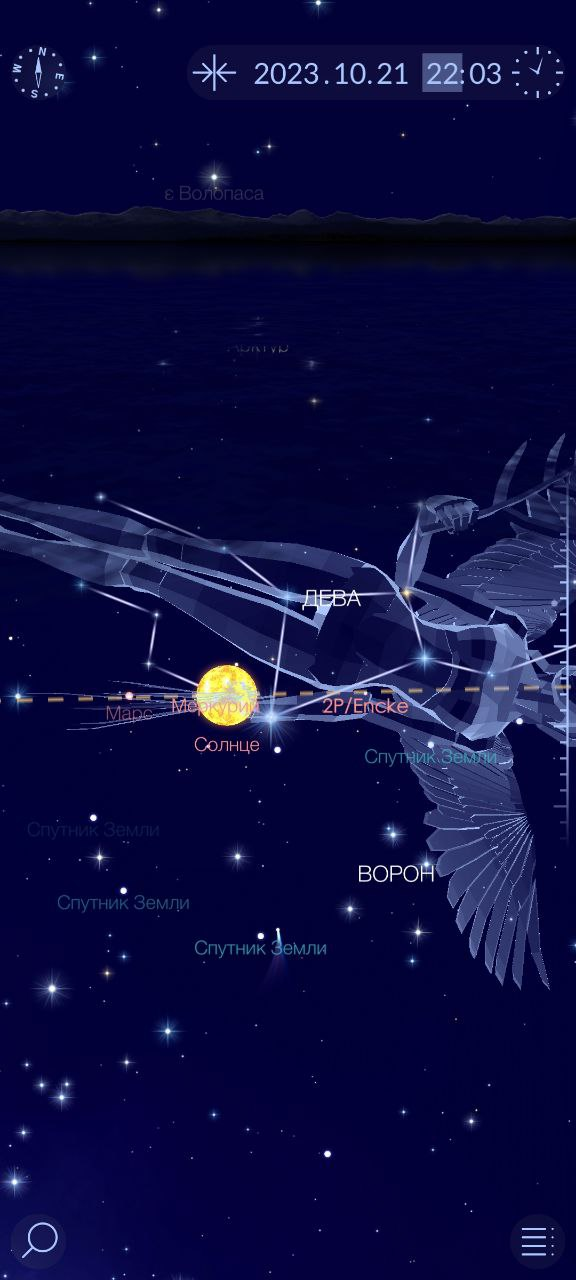 N
W
E
S
2023.10.21 22:03
ε Волопаса
Арктур
ДЕВА
Марс
Меркурий
2P/Encke
Солнце
Спутник Земли
Спутник Земли
ВОРОН
Спутник Земли
Спутник Земли